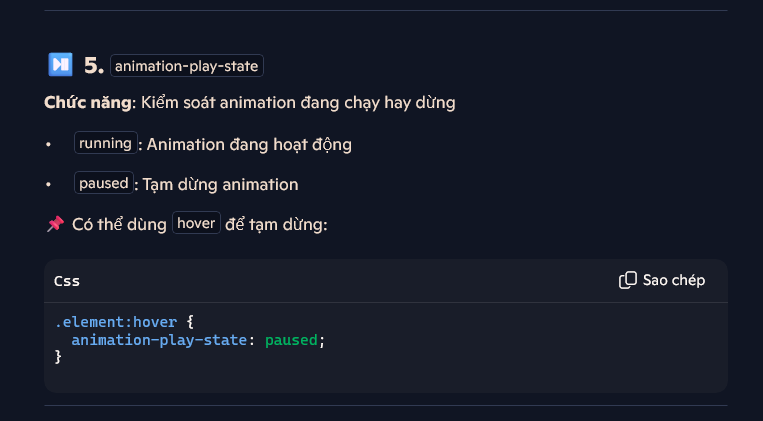 ⏯ 5. animation-play-state
Chức năng: Kiểm soát animation đang chạy hay dừng
• running: Animation đang hoạt động
• paused: Tạm dừng animation
📌 Có thể dùng hover để tạm dừng:
Css
Sao chép
.element:hover {
  animation-play-state: paused;
}